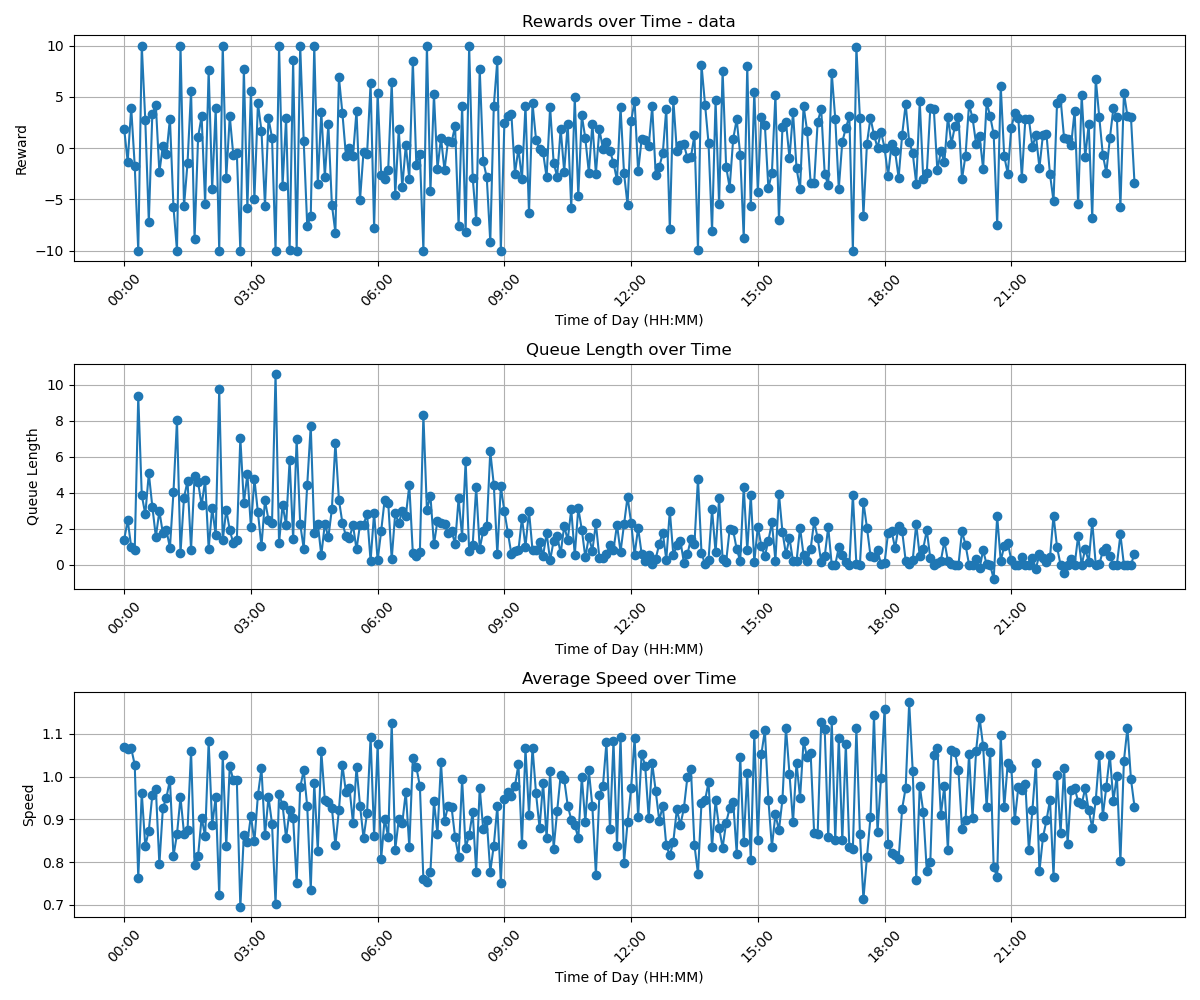 Rewards over Time - data
10
5
0
−5
−10
Reward
00:00 03:00 06:00 09:00 12:00 15:00 18:00 21:00
Time of Day (HH:MM)
Queue Length over Time
10
8
6
4
2
0
Queue Length
00:00 03:00 06:00 09:00 12:00 15:00 18:00 21:00
Time of Day (HH:MM)
Average Speed over Time
1.1
1.0
0.9
0.8
0.7
Speed
00:00 03:00 06:00 09:00 12:00 15:00 18:00 21:00
Time of Day (HH:MM)